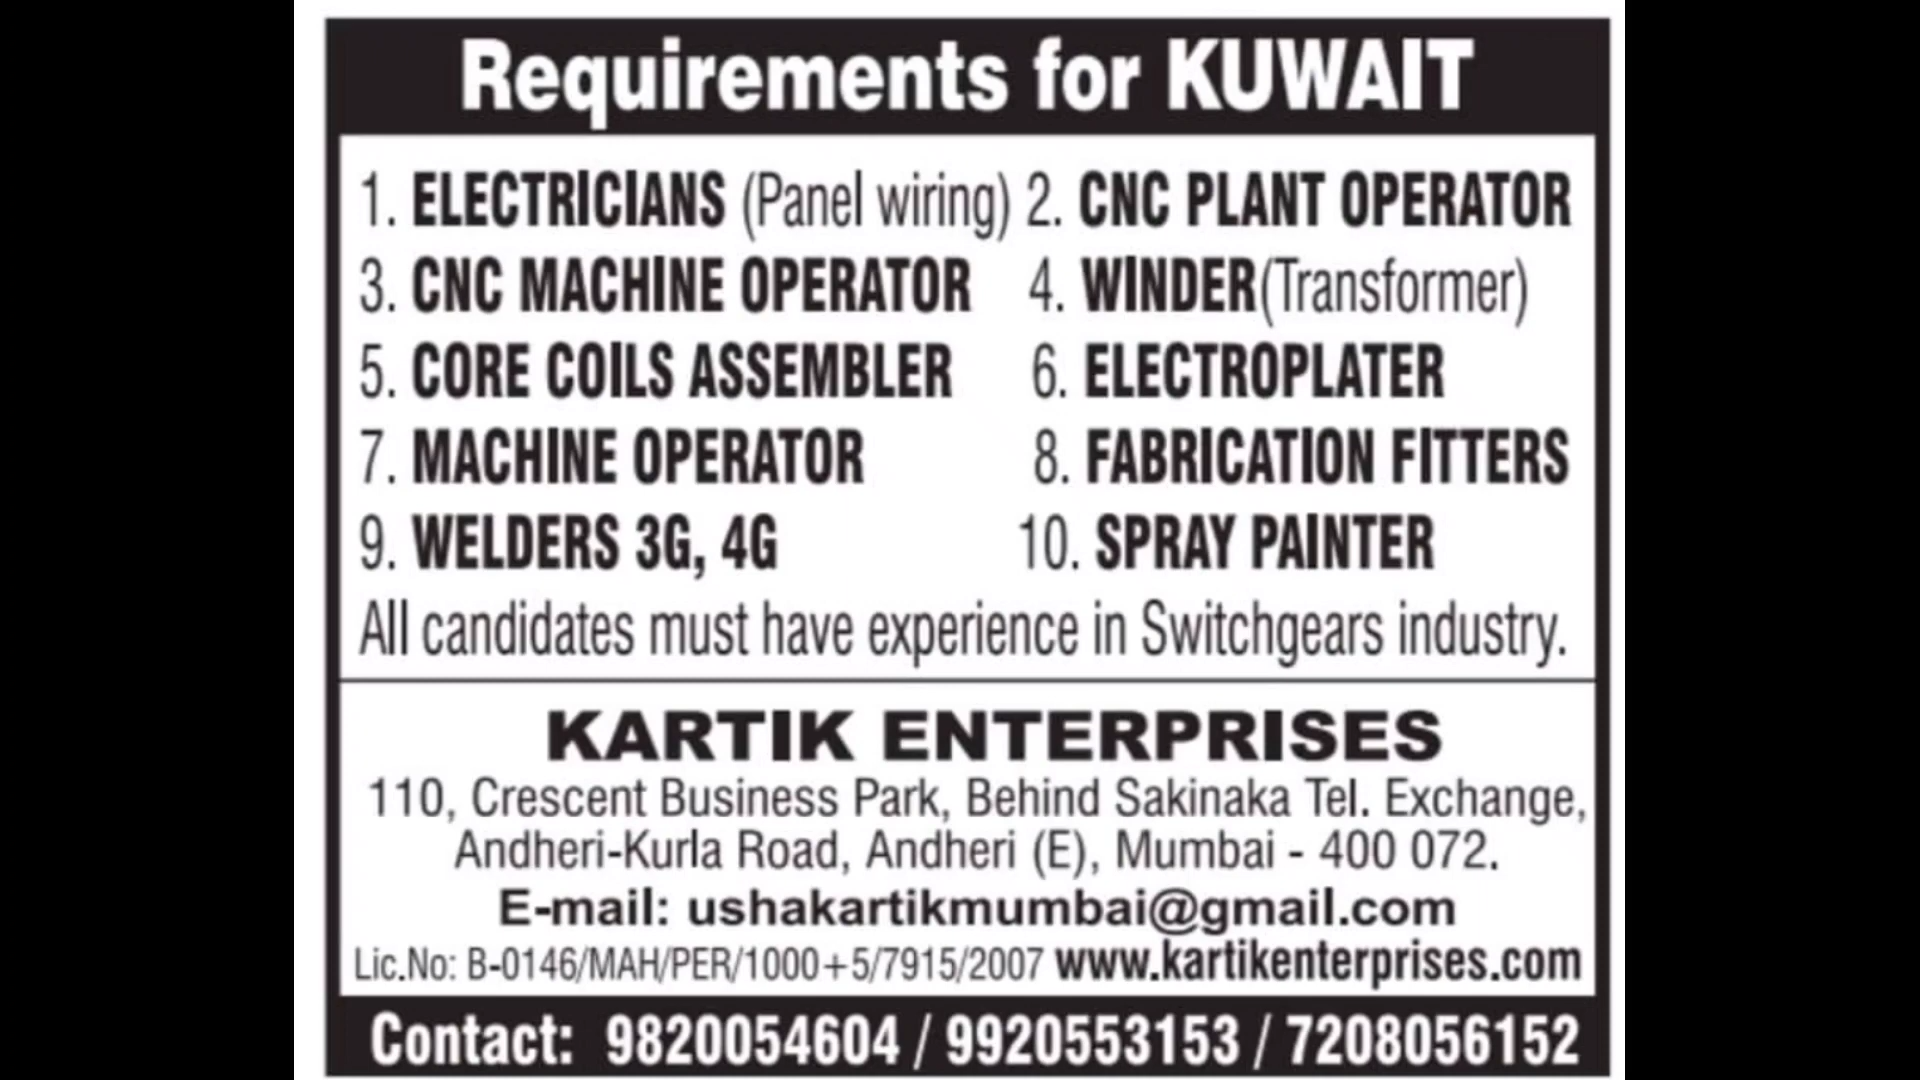 Requirements for KUWAIT
1. ELECTRICIANS (Panel wiring) 2. CNC PLANT OPERATOR
3. CNC MACHINE OPERATOR 4. WINDER(Transformer)
5. CORE COILS ASSEMBLER 6. ELECTROPLATER
7. MACHINE OPERATOR 8. FABRICATION FITTERS
9. WELDERS 3G, 4G 10. SPRAY PAINTER
All candidates must have experience in Switchgears industry.
KARTIK ENTERPRISES
110, Crescent Business Park, Behind Sakinaka Tel. Exchange,
Andheri-Kurla Road, Andheri (E), Mumbai - 400 072.
E-mail: ushakartikmumbai@gmail.com
Lic.No: B-0146/MAH/PER/1000+5/7915/2007 www.kartikenterprises.com
Contact: 9820054604 / 9920553153 / 7208056152